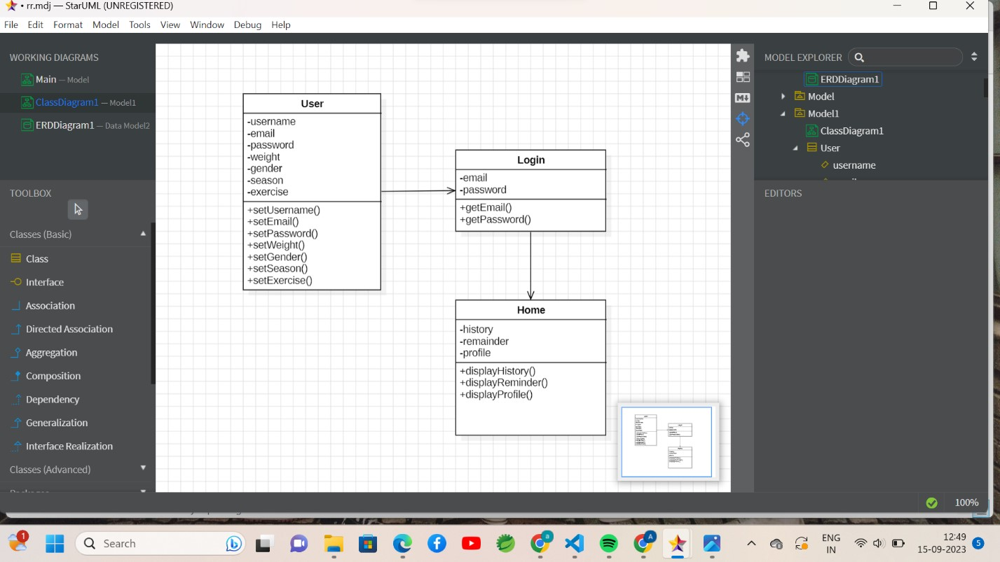 • rr.mdj — StarUML (UNREGISTERED)
File Edit Format Model Tools View Window Debug Help
WORKING DIAGRAMS
Main — Model
ClassDiagram1 — Model1
ERDDiagram1 — Data Model2
TOOLBOX
Classes (Basic)
Class
Interface
Association
Directed Association
Aggregation
Composition
Dependency
Generalization
Interface Realization
Classes (Advanced)
User
-username
-email
-password
-weight
-gender
-season
-exercise
+setUsername()
+setEmail()
+setPassword()
+setWeight()
+setGender()
+setSeason()
+setExercise()
Login
-email
-password
+getEmail()
+getPassword()
Home
-history
-remainder
-profile
+displayHistory()
+displayReminder()
+displayProfile()
MODEL EXPLORER
ERDDiagram1
Model
Model1
ClassDiagram1
User
username
EDITORS
100%
1
Search
a
A
ENG
IN
12:49
15-09-2023
5